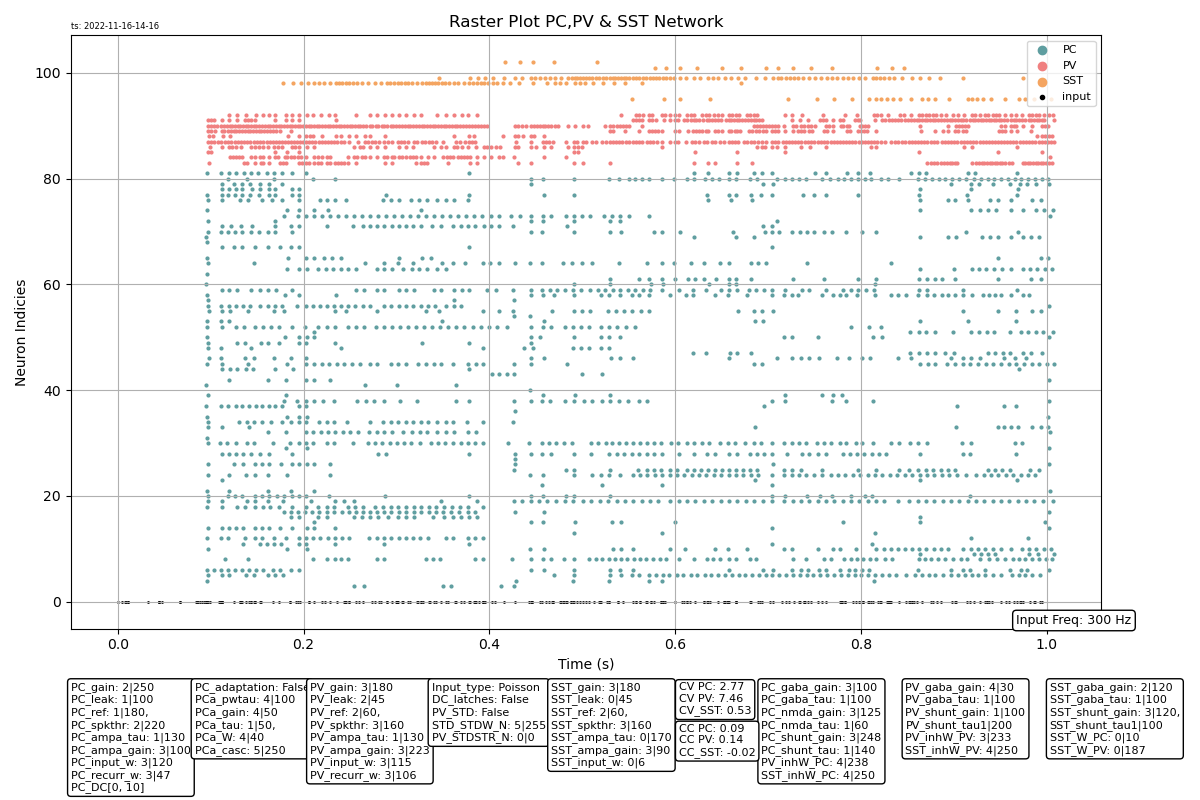 ts: 2022-11-16-14-16
Raster Plot PC,PV & SST Network
PC
PV
SST
input
Neuron Indicies
100
80
60
40
20
0
0.0 0.2 0.4 0.6 0.8 1.0
Time (s)
Input Freq: 300 Hz
PC_gain: 2|250
PC_leak: 1|100
PC_ref: 1|180,
PC_spkthr: 2|220
PC_ampa_tau: 1|130
PC_ampa_gain: 3|100
PC_input_w: 3|120
PC_recurr_w: 3|47
PC_DC[0, 10]
PC_adaptation: False
PCa_pwtau: 4|100
PCa_gain: 4|50
PCa_tau: 1|50,
PCa_W: 4|40
PCa_casc: 5|250
PV_gain: 3|180
PV_leak: 2|45
PV_ref: 2|60,
PV_spkthr: 3|160
PV_ampa_tau: 1|130
PV_ampa_gain: 3|223
PV_input_w: 3|115
PV_recurr_w: 3|106
Input_type: Poisson
DC_latches: False
PV_STD: False
STD_STDW_N: 5|255
PV_STDSTR_N: 0|0
SST_gain: 3|180
SST_leak: 0|45
SST_ref: 2|60,
SST_spkthr: 3|160
SST_ampa_tau: 0|170
SST_ampa_gain: 3|90
SST_input_w: 0|6
CV PC: 2.77
CV PV: 7.46
CV_SST: 0.53
CC PC: 0.09
CC PV: 0.14
CC_SST: -0.02
PC_gaba_gain: 3|100
PC_gaba_tau: 1|100
PC_nmda_gain: 3|125
PC_nmda_tau: 1|60
PC_shunt_gain: 3|248
PC_shunt_tau: 1|140
PV_inhW_PC: 4|238
SST_inhW_PC: 4|250
PV_gaba_gain: 4|30
PV_gaba_tau: 1|100
PV_shunt_gain: 1|100
PV_shunt_tau1|200
PV_inhW_PV: 3|233
SST_inhW_PV: 4|250
SST_gaba_gain: 2|120
SST_gaba_tau: 1|100
SST_shunt_gain: 3|120,
SST_shunt_tau1|100
SST_W_PC: 0|10
SST_W_PV: 0|187